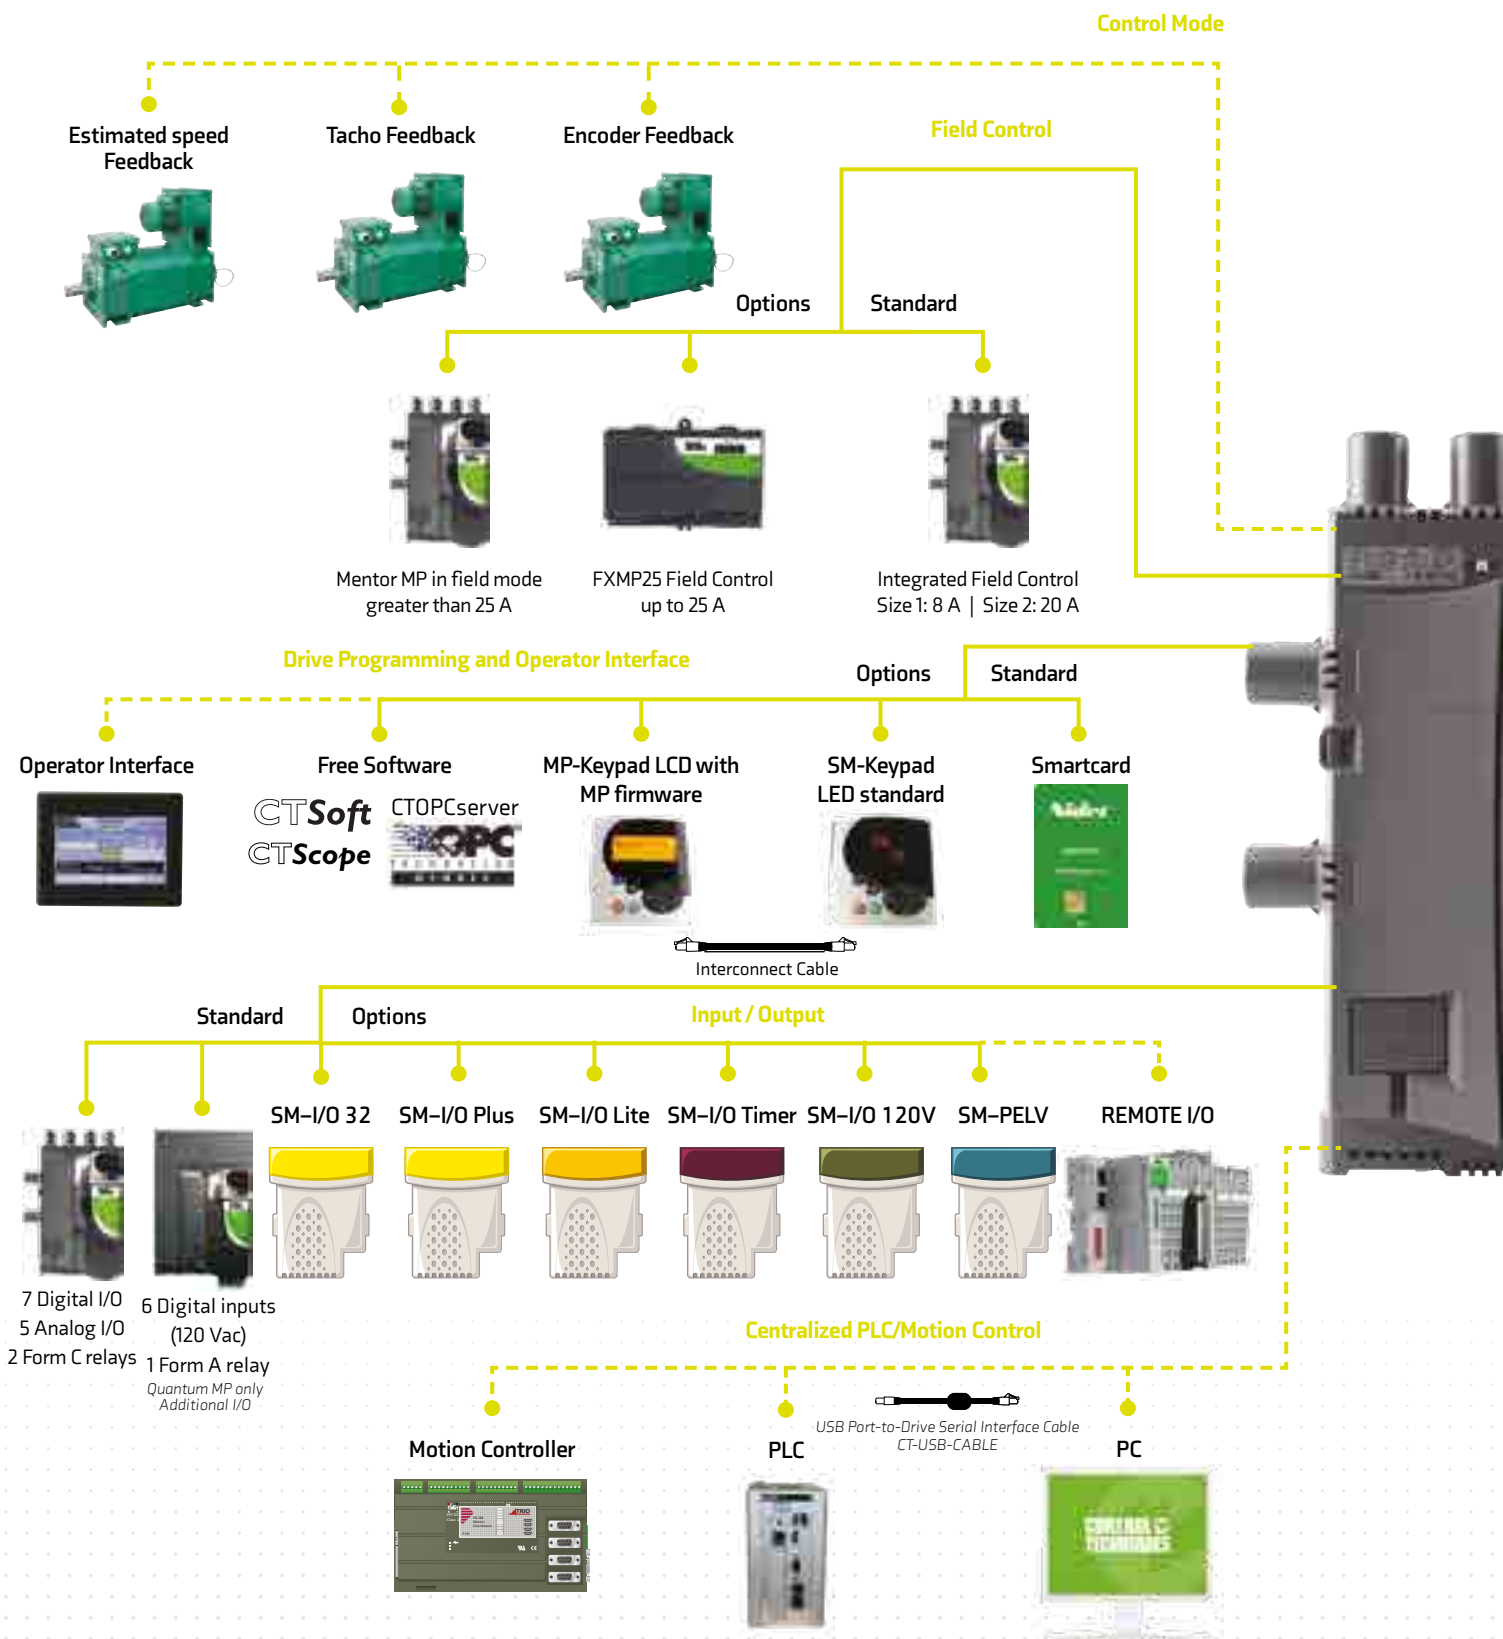 Control Mode
Estimated speed
Feedback
Tacho Feedback
Encoder Feedback
Field Control
Options
Standard
Mentor MP in field mode
greater than 25 A
FXMP25 Field Control
up to 25 A
Integrated Field Control
Size 1: 8 A | Size 2: 20 A
Drive Programming and Operator Interface
Options
Standard
Operator Interface
Free Software
CTSoft
CTScope
CTOPCserver
OPC
MP-Keypad LCD with
MP firmware
SM-Keypad
LED standard
Smartcard
Nidec
Interconnect Cable
Standard
Options
Input / Output
SM–I/O 32
SM–I/O Plus
SM–I/O Lite
SM–I/O Timer
SM–I/O 120V
SM–PELV
REMOTE I/O
7 Digital I/O
5 Analog I/O
2 Form C relays
6 Digital inputs
(120 Vac)
1 Form A relay
Quantum MP only
Additional I/O
Centralized PLC/Motion Control
USB Port-to-Drive Serial Interface Cable
CT-USB-CABLE
Motion Controller
TRIO
PLC
PC
CONTROL
TECHNIQUES